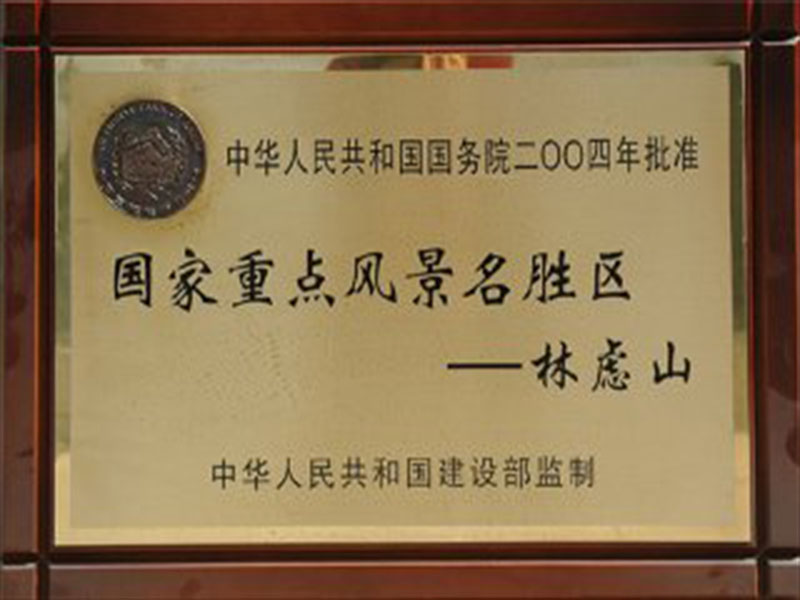 中华人民共和国国务院二〇〇四年批准
国家重点风景名胜区
——林虑山
中华人民共和国建设部监制